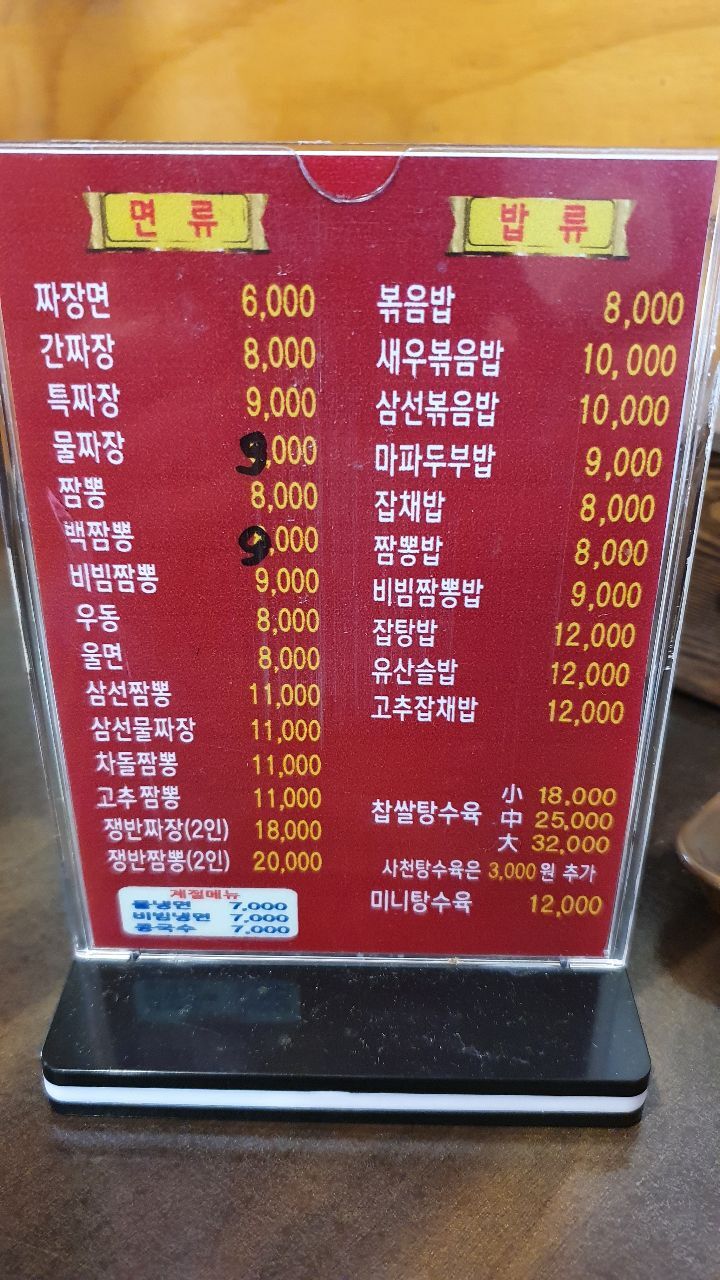 면 류
짜장면 6,000
간짜장 8,000
특짜장 9,000
물짜장 9,000
짬뽕 8,000
백짬뽕 9,000
비빔짬뽕 9,000
우동 8,000
울면 8,000
삼선짬뽕 11,000
삼선물짜장 11,000
차돌짬뽕 11,000
고추짬뽕 11,000
쟁반짜장(2인) 18,000
쟁반짬뽕(2인) 20,000
계절메뉴
물냉면 7,000
비빔냉면 7,000
콩국수 7,000
밥 류
볶음밥 8,000
새우볶음밥 10,000
삼선볶음밥 10,000
마파두부밥 9,000
잡채밥 8,000
짬뽕밥 8,000
비빔짬뽕밥 9,000
잡탕밥 12,000
유산슬밥 12,000
고추잡채밥 12,000
찹쌀탕수육 小 18.000
中 25,000
大 32,000
사천탕수육은 3,000원 추가
미니탕수육 12,000